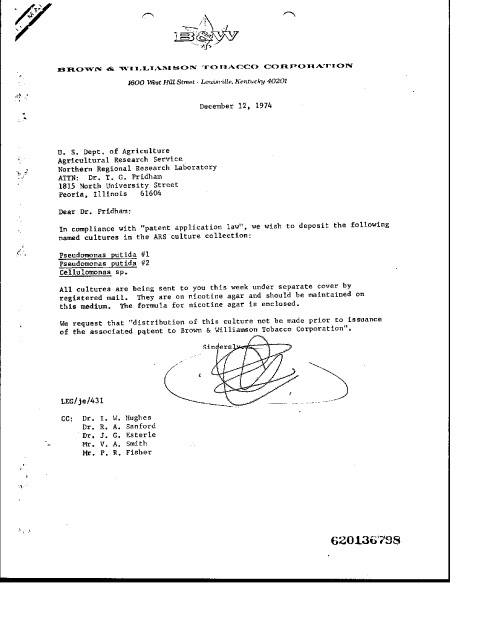 B&W
BROWN & WILLIAMSON TOBACCO CORPORATION
1600 West Hill Street · Louisville, Kentucky 40201
December 12, 1974
U. S. Dept. of Agriculture
Agricultural Research Service
Northern Regional Research Laboratory
ATTN: Dr. T. G. Pridham
1815 North University Street
Peoria, Illinois 61604
Dear Dr. Pridham:
In compliance with "patent application law", we wish to deposit the following
named cultures in the ARS culture collection:
Pseudomonas putida #1
Pseudomonas putida #2
Cellulomonas sp.
All cultures are being sent to you this week under separate cover by
registered mail. They are on nicotine agar and should be maintained on
this medium. The formula for nicotine agar is enclosed.
We request that "distribution of this culture not be made prior to issuance
of the associated patent to Brown & Williamson Tobacco Corporation".
Sincerely,
LEG/je/431
CC: Dr. I. W. Hughes
Dr. R. A. Sanford
Dr. J. G. Esterle
Mr. V. A. Smith
Mr. P. R. Fisher
620136798